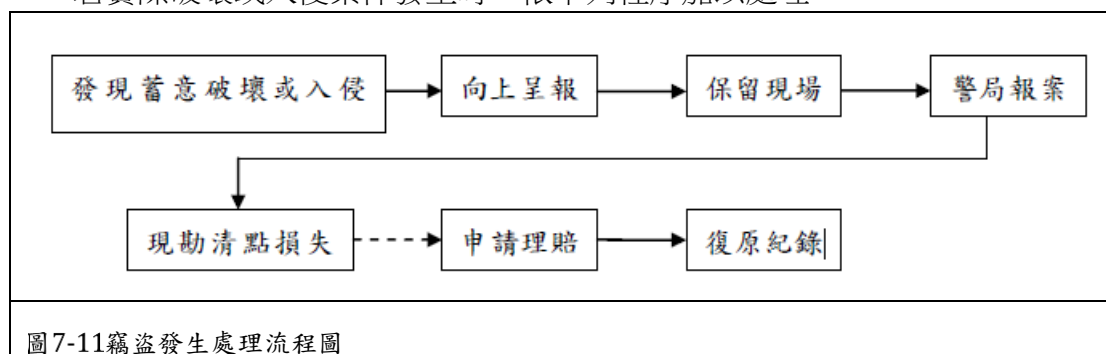 發現蓄意破壞或入侵
向上呈報
保留現場
警局報案
現勘清點損失
申請理賠
復原紀錄
圖7-11竊盜發生處理流程圖